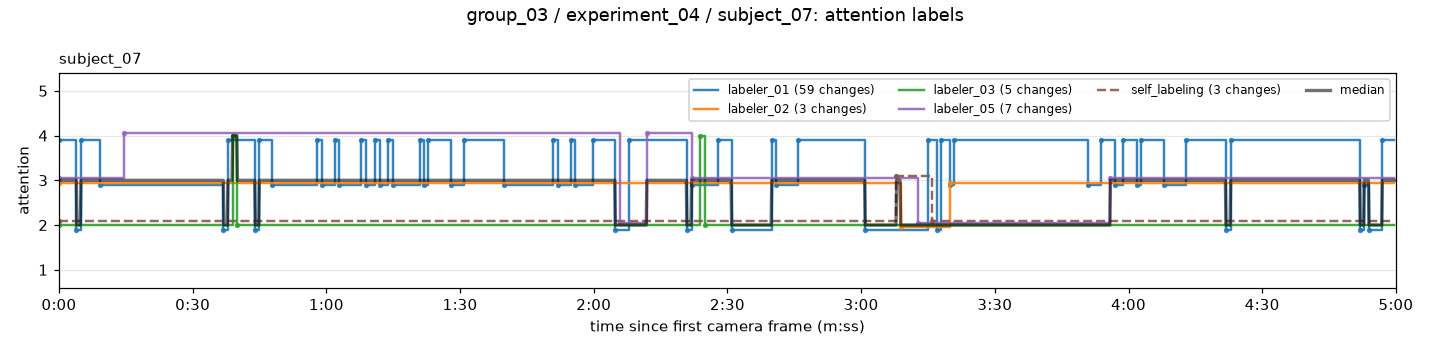 group_03 / experiment_04 / subject_07: attention labels
subject_07
labeler_01 (59 changes)
labeler_02 (3 changes)
labeler_03 (5 changes)
labeler_05 (7 changes)
self_labeling (3 changes)
median
attention
5
4
3
2
1
0:00 0:30 1:00 1:30 2:00 2:30 3:00 3:30 4:00 4:30 5:00
time since first camera frame (m:ss)